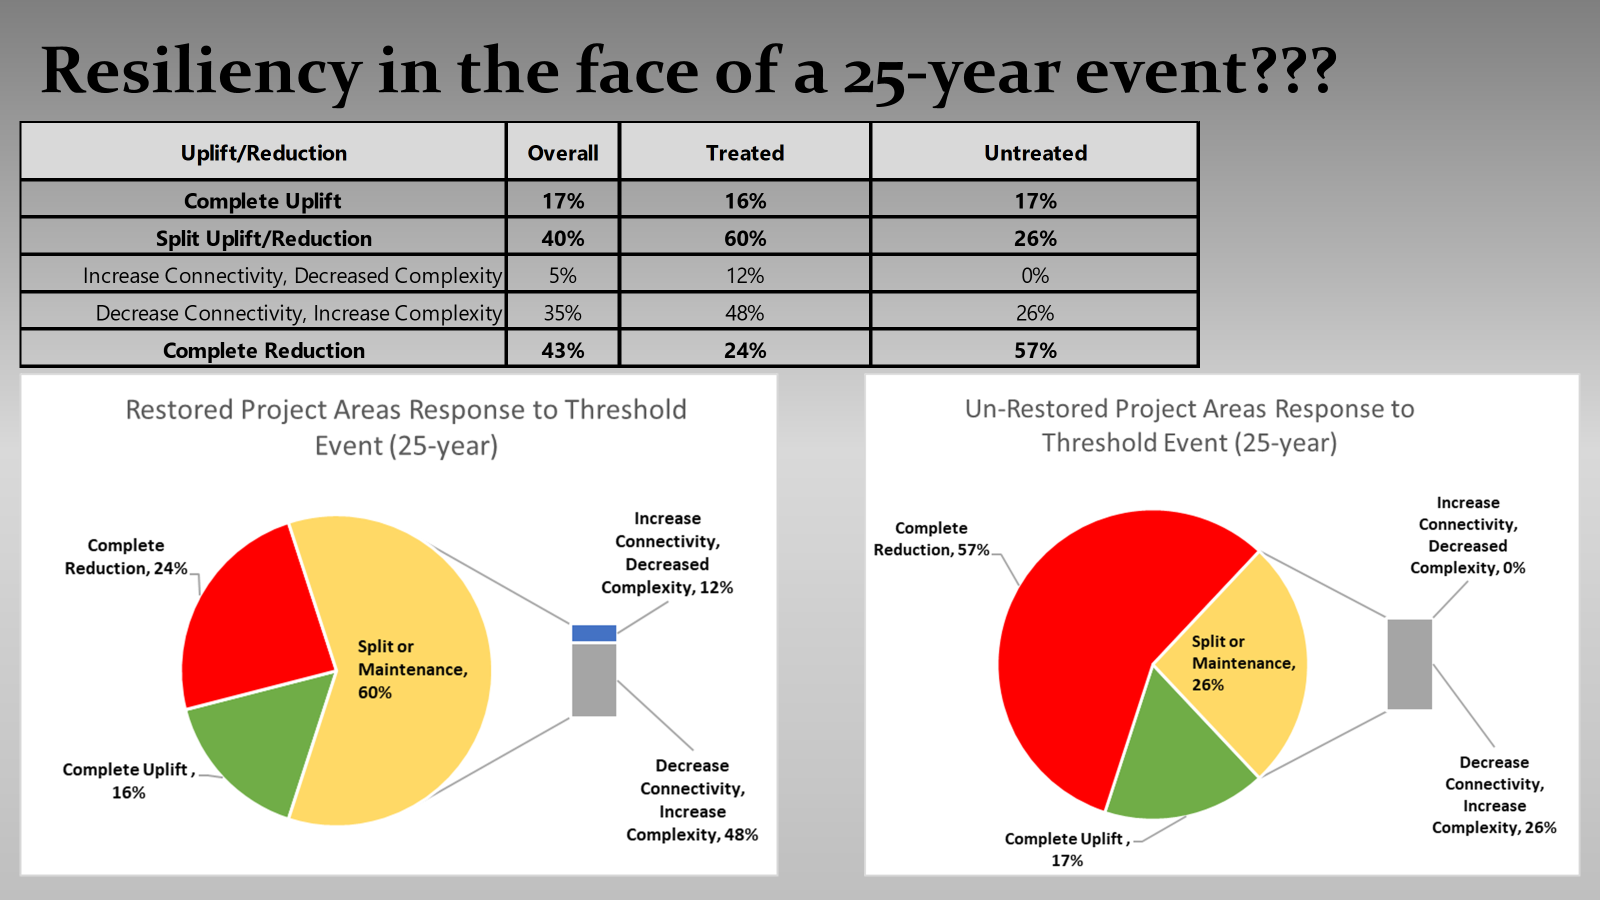 Resiliency in the face of a 25-year event???
Uplift/Reduction Overall Treated Untreated
Complete Uplift 17% 16% 17%
Split Uplift/Reduction 40% 60% 26%
Increase Connectivity, Decreased Complexity 5% 12% 0%
Decrease Connectivity, Increase Complexity 35% 48% 26%
Complete Reduction 43% 24% 57%
Restored Project Areas Response to Threshold
Event (25-year)
Complete
Reduction, 24%
Split or
Maintenance,
60%
Complete Uplift ,
16%
Increase
Connectivity,
Decreased
Complexity, 12%
Decrease
Connectivity,
Increase
Complexity, 48%
Un-Restored Project Areas Response to
Threshold Event (25-year)
Complete
Reduction, 57%
Split or
Maintenance,
26%
Complete Uplift ,
17%
Increase
Connectivity,
Decreased
Complexity, 0%
Decrease
Connectivity,
Increase
Complexity, 26%